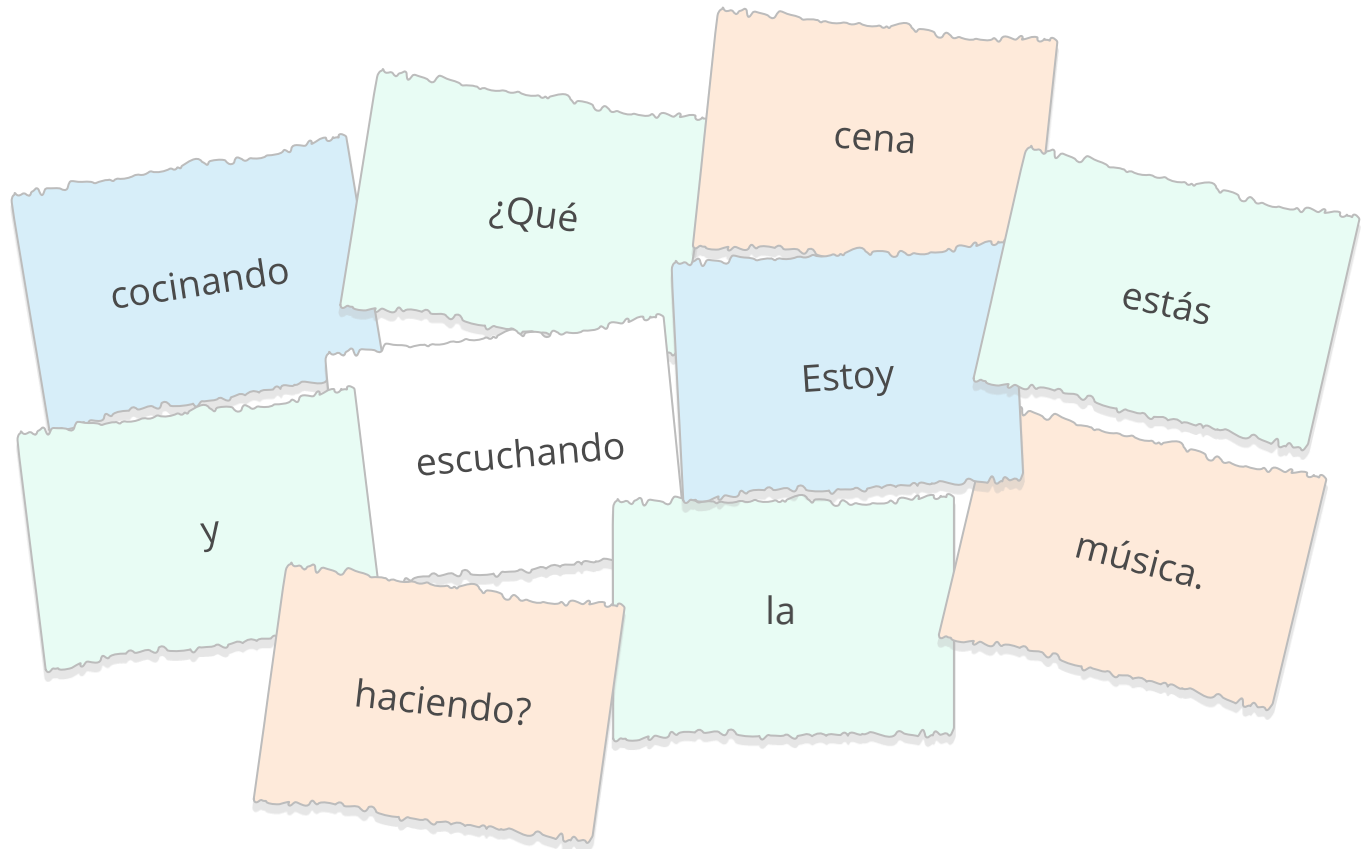 cena
¿Qué
cocinando
estás
Estoy
escuchando
y
música.
la
haciendo?